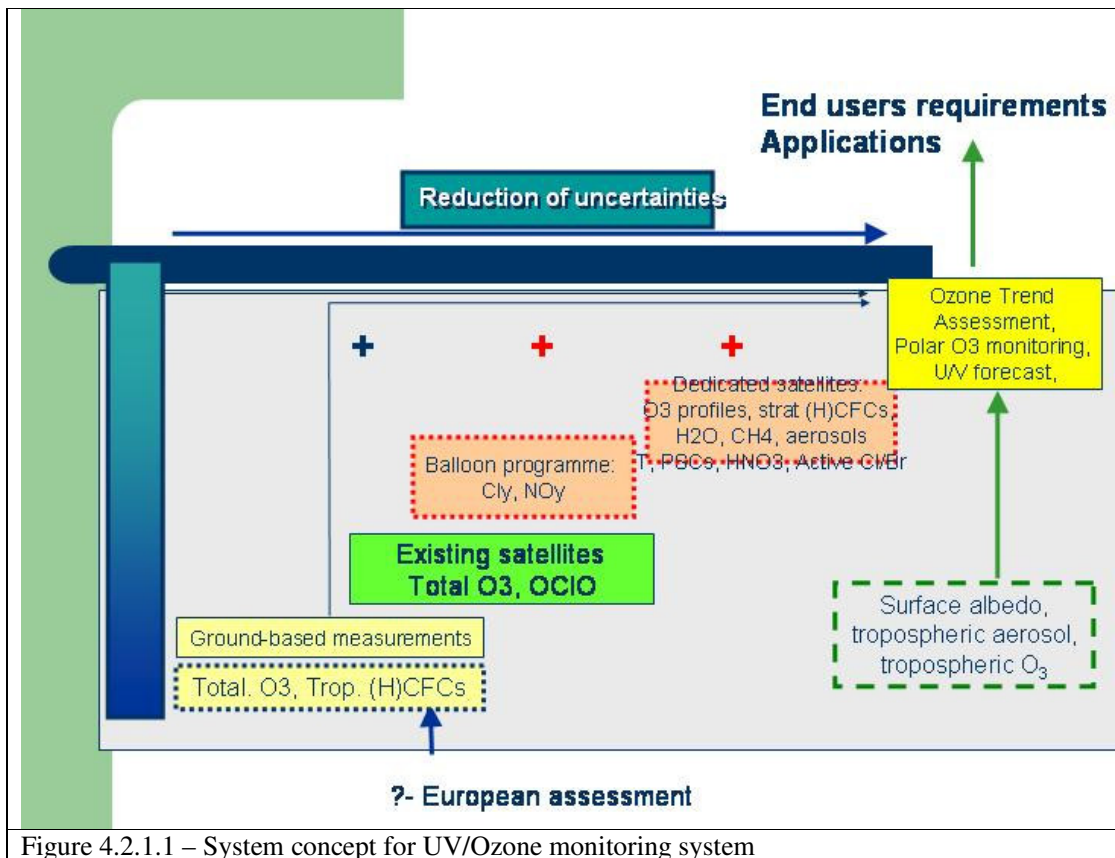 End users requirements
Applications
Reduction of uncertainties
Ozone Trend
Assessment,
Polar O3 monitoring,
U/V forecast,
+ + +
Dedicated satellites:
O3 profiles, strat (H)CFCs,
H2O, CH4, aerosols
T, PSCs, HNO3, Active Cl/Br
Balloon programme:
Cly, NOy
Existing satellites
Total O3, OClO
Surface albedo,
tropospheric aerosol,
tropospheric O₃
Ground-based measurements
Total. O3, Trop. (H)CFCs
?- European assessment
Figure 4.2.1.1 – System concept for UV/Ozone monitoring system